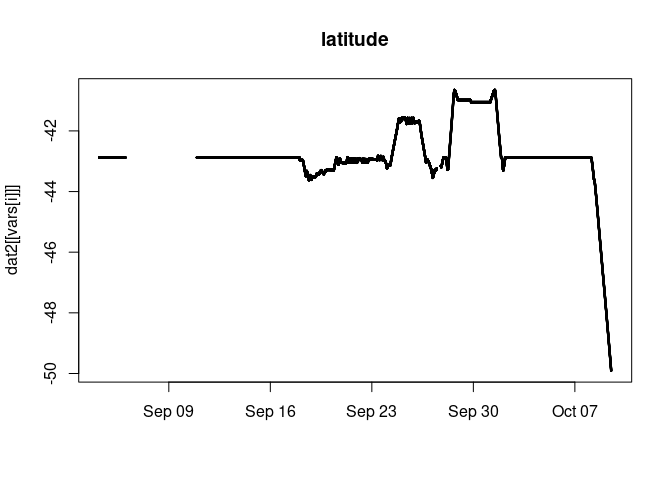 latitude
dat2[[vars[i]]]
-42
-44
-46
-48
-50
Sep 09
Sep 16
Sep 23
Sep 30
Oct 07